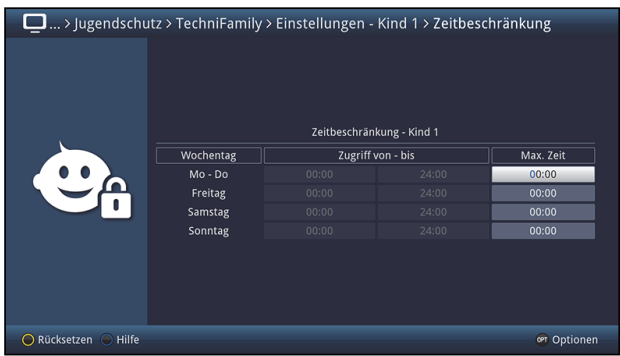 ... > Jugendschutz > TechniFamily > Einstellungen - Kind 1 > Zeitbeschränkung
Zeitbeschränkung - Kind 1
Wochentag Zugriff von - bis Max. Zeit
Mo - Do 00:00 24:00 00:00
Freitag 00:00 24:00 00:00
Samstag 00:00 24:00 00:00
Sonntag 00:00 24:00 00:00
Rücksetzen Hilfe OPT Optionen